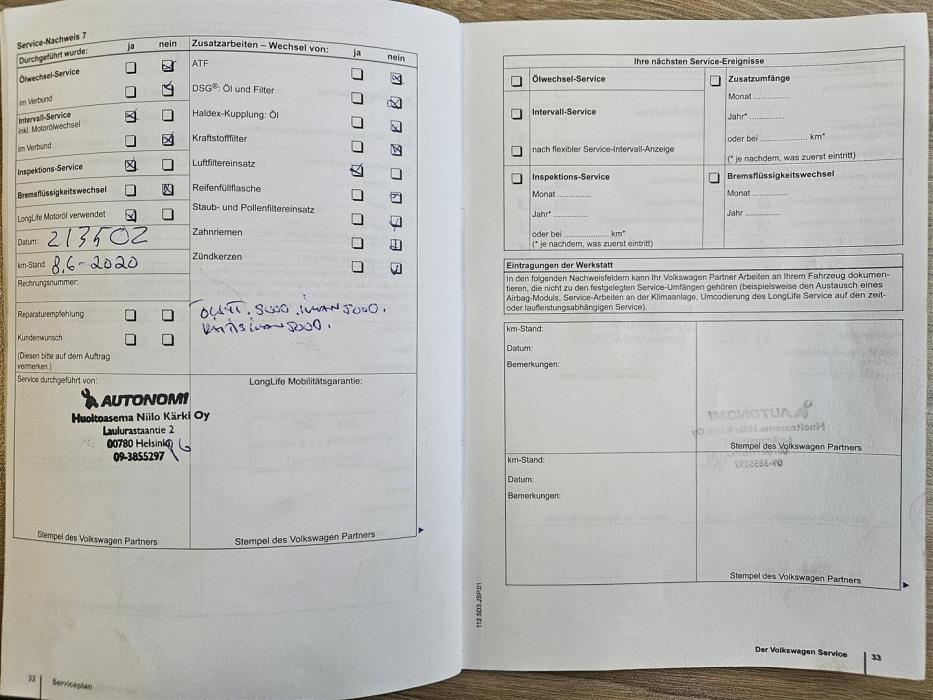 Service-Nachweis 7
Durchgeführt wurde: ja nein
Ölwechsel-Service
im Verbund
Intervall-Service
inkl. Motorölwechsel
im Verbund
Inspektions-Service
Bremsflüssigkeitswechsel
LongLife Motoröl verwendet
Datum: 213502
km-Stand: 8.6-2020
Rechnungsnummer:
Reparaturempfehlung
Kundenwunsch
(Diesen bitte auf dem Auftrag
vermerken.)
Zusatzarbeiten – Wechsel von: ja nein
ATF
DSG®: Öl und Filter
Haldex-Kupplung: Öl
Kraftstofffilter
Luftfiltereinsatz
Reifenfüllflasche
Staub- und Pollenfiltereinsatz
Zahnriemen
Zündkerzen
Service durchgeführt von:
AUTONOMI
Huoltoasema Niilo Kärki Oy
Laulurastaantie 2
00780 Helsinki
09-3855297
Stempel des Volkswagen Partners
LongLife Mobilitätsgarantie:
Stempel des Volkswagen Partners
32 Serviceplan
Ihre nächsten Service-Ereignisse
Ölwechsel-Service
Intervall-Service
nach flexibler Service-Intervall-Anzeige
Zusatzumfänge
Monat ..............
Jahr* ..............
oder bei .................. km*
(* je nachdem, was zuerst eintritt)
Inspektions-Service
Monat ..............
Jahr* .............
oder bei .................. km*
(* je nachdem, was zuerst eintritt)
Bremsflüssigkeitswechsel
Monat ..............
Jahr ..............
Eintragungen der Werkstatt
In den folgenden Nachweisfeldern kann Ihr Volkswagen Partner Arbeiten an Ihrem Fahrzeug dokumen-
tieren, die nicht zu den festgelegten Service-Umfängen gehören (beispielsweise den Austausch eines
Airbag-Moduls, Service-Arbeiten an der Klimaanlage, Umcodierung des LongLife Service auf den zeit-
oder laufleistungsabhängigen Service).
km-Stand:
Datum:
Bemerkungen:
Stempel des Volkswagen Partners
km-Stand:
Datum:
Bemerkungen:
Stempel des Volkswagen Partners
112.5D3.JSP.01
Der Volkswagen Service 33